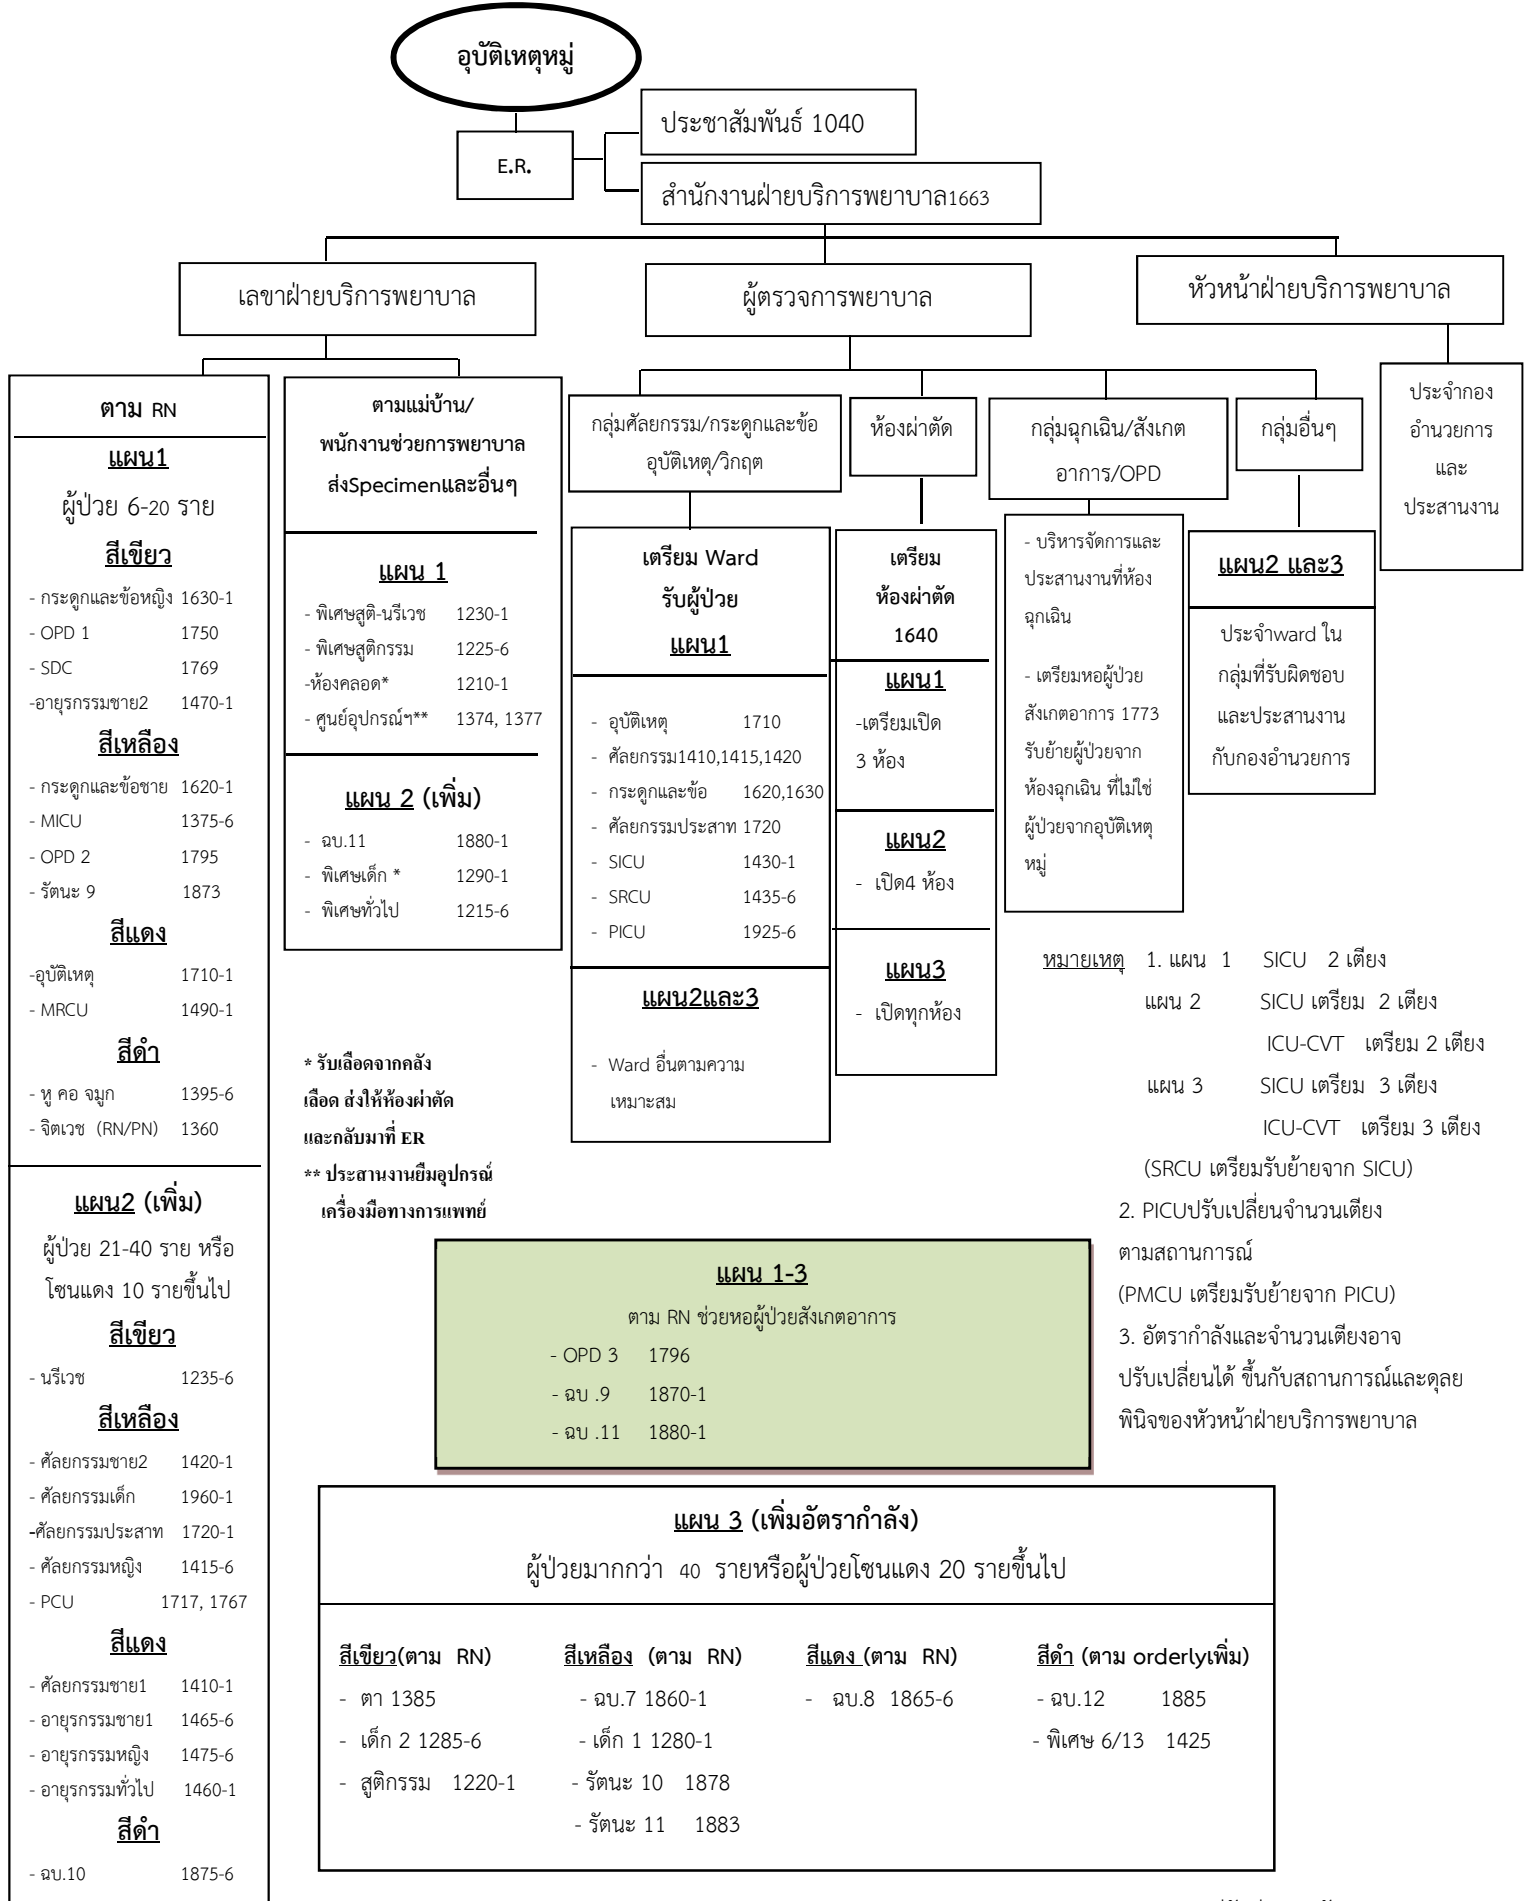 อุบัติเหตุหมู่
E.R.
ประชาสัมพันธ์ 1040
สำนักงานฝ่ายบริการพยาบาล1663
เลขาฝ่ายบริการพยาบาล
ผู้ตรวจการพยาบาล
หัวหน้าฝ่ายบริการพยาบาล
ตาม RN
แผน1
ผู้ป่วย 6-20 ราย
สีเขียว
- กระดูกและข้อหญิง 1630-1
- OPD 1 1750
- SDC 1769
-อายุรกรรมชาย2 1470-1
สีเหลือง
- กระดูกและข้อชาย 1620-1
- MICU 1375-6
- OPD 2 1795
- รัตนะ 9 1873
สีแดง
-อุบัติเหตุ 1710-1
- MRCU 1490-1
สีดำ
- หู คอ จมูก 1395-6
- จิตเวช (RN/PN) 1360
แผน2 (เพิ่ม)
ผู้ป่วย 21-40 ราย หรือ
โซนแดง 10 รายขึ้นไป
สีเขียว
- นรีเวช 1235-6
สีเหลือง
- ศัลยกรรมชาย2 1420-1
- ศัลยกรรมเด็ก 1960-1
-ศัลยกรรมประสาท 1720-1
- ศัลยกรรมหญิง 1415-6
- PCU 1717, 1767
สีแดง
- ศัลยกรรมชาย1 1410-1
- อายุรกรรมชาย1 1465-6
- อายุรกรรมหญิง 1475-6
- อายุรกรรมทั่วไป 1460-1
สีดำ
- ฉบ.10 1875-6
ตามแม่บ้าน/
พนักงานช่วยการพยาบาล
ส่งSpecimenและอื่นๆ
แผน 1
- พิเศษสูติ-นรีเวช 1230-1
- พิเศษสูติกรรม 1225-6
-ห้องคลอด* 1210-1
- ศูนย์อุปกรณ์ฯ** 1374, 1377
แผน 2 (เพิ่ม)
- ฉบ.11 1880-1
- พิเศษเด็ก * 1290-1
- พิเศษทั่วไป 1215-6
* รับเลือดจากคลัง
เลือด ส่งให้ห้องผ่าตัด
และกลับมาที่ ER
** ประสานงานยืมอุปกรณ์
เครื่องมือทางการแพทย์
กลุ่มศัลยกรรม/กระดูกและข้อ
อุบัติเหตุ/วิกฤต
เตรียม Ward
รับผู้ป่วย
แผน1
- อุบัติเหตุ 1710
- ศัลยกรรม1410,1415,1420
- กระดูกและข้อ 1620,1630
- ศัลยกรรมประสาท 1720
- SICU 1430-1
- SRCU 1435-6
- PICU 1925-6
แผน2และ3
- Ward อื่นตามความ
เหมาะสม
ห้องผ่าตัด
เตรียม
ห้องผ่าตัด
1640
แผน1
-เตรียมเปิด
3 ห้อง
แผน2
- เปิด4 ห้อง
แผน3
- เปิดทุกห้อง
กลุ่มฉุกเฉิน/สังเกต
อาการ/OPD
- บริหารจัดการและ
ประสานงานที่ห้อง
ฉุกเฉิน
- เตรียมหอผู้ป่วย
สังเกตอาการ 1773
รับย้ายผู้ป่วยจาก
ห้องฉุกเฉิน ที่ไม่ใช่
ผู้ป่วยจากอุบัติเหตุ
หมู่
กลุ่มอื่นๆ
แผน2 และ3
ประจำward ใน
กลุ่มที่รับผิดชอบ
และประสานงาน
กับกองอำนวยการ
ประจำกอง
อำนวยการ
และ
ประสานงาน
หมายเหตุ 1. แผน 1 SICU 2 เตียง
แผน 2 SICU เตรียม 2 เตียง
ICU-CVT เตรียม 2 เตียง
แผน 3 SICU เตรียม 3 เตียง
ICU-CVT เตรียม 3 เตียง
(SRCU เตรียมรับย้ายจาก SICU)
2. PICUปรับเปลี่ยนจำนวนเตียง
ตามสถานการณ์
(PMCU เตรียมรับย้ายจาก PICU)
3. อัตรากำลังและจำนวนเตียงอาจ
ปรับเปลี่ยนได้ ขึ้นกับสถานการณ์และดุลย
พินิจของหัวหน้าฝ่ายบริการพยาบาล
แผน 1-3
ตาม RN ช่วยหอผู้ป่วยสังเกตอาการ
- OPD 3 1796
- ฉบ .9 1870-1
- ฉบ .11 1880-1
แผน 3 (เพิ่มอัตรากำลัง)
ผู้ป่วยมากกว่า 40 รายหรือผู้ป่วยโซนแดง 20 รายขึ้นไป
สีเขียว(ตาม RN)
- ตา 1385
- เด็ก 2 1285-6
- สูติกรรม 1220-1
สีเหลือง (ตาม RN)
- ฉบ.7 1860-1
- เด็ก 1 1280-1
- รัตนะ 10 1878
- รัตนะ 11 1883
สีแดง (ตาม RN)
- ฉบ.8 1865-6
สีดำ (ตาม orderlyเพิ่ม)
- ฉบ.12 1885
- พิเศษ 6/13 1425